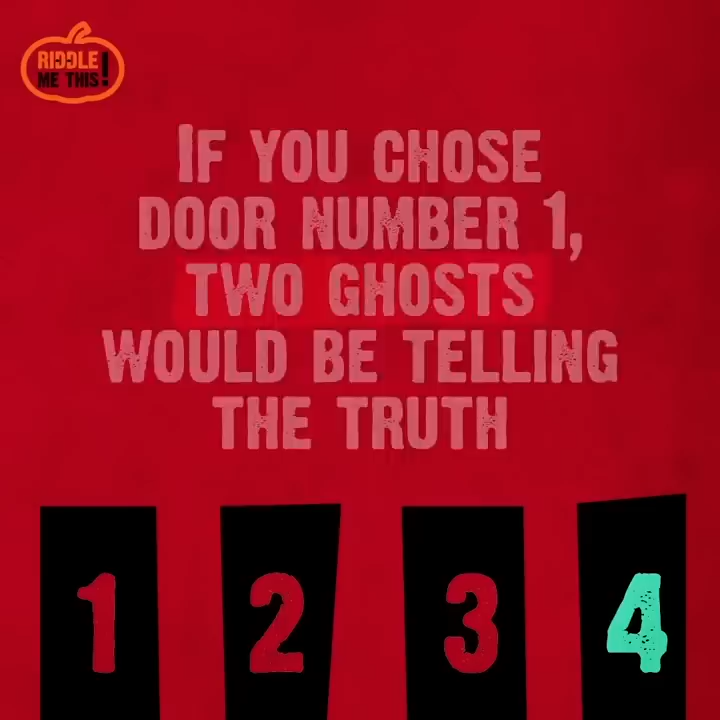 RIDDLE
ME THIS!
IF YOU CHOSE
DOOR NUMBER 1,
TWO GHOSTS
WOULD BE TELLING
THE TRUTH
1 2 3 4